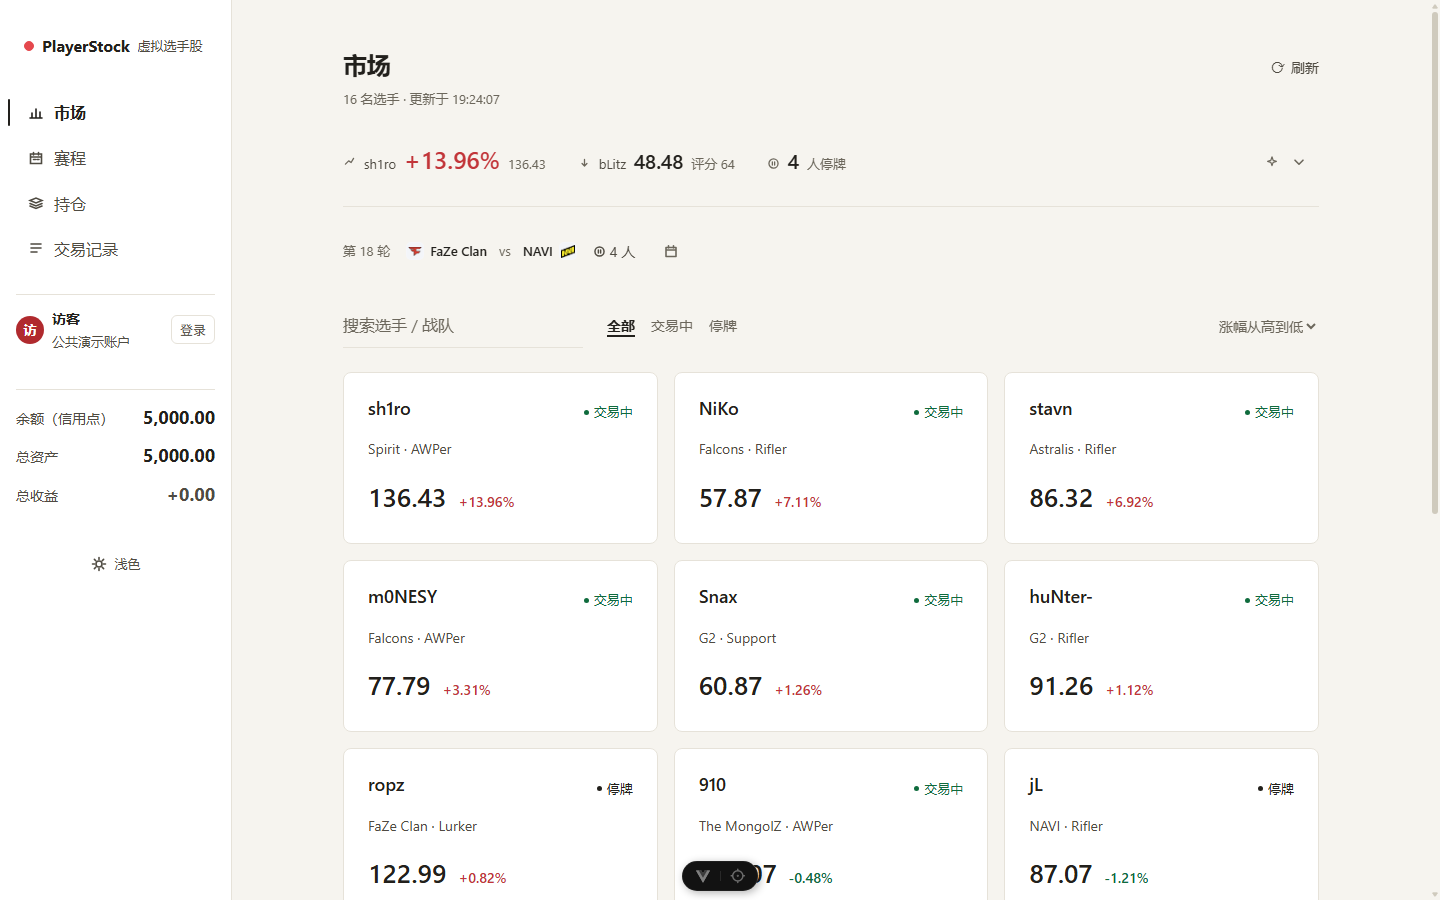 PlayerStock 虚拟选手股
市场
赛程
持仓
交易记录
访
访客
公共演示账户
登录
余额（信用点） 5,000.00
总资产 5,000.00
总收益 +0.00
浅色
市场
刷新
16 名选手 · 更新于 19:24:07
sh1ro +13.96% 136.43 bLitz 48.48 评分 64 4 人停牌
第 18 轮 FaZe Clan vs NAVI 4 人
搜索选手 / 战队 全部 交易中 停牌 涨幅从高到低
sh1ro 交易中
Spirit · AWPer
136.43 +13.96%
NiKo 交易中
Falcons · Rifler
57.87 +7.11%
stavn 交易中
Astralis · Rifler
86.32 +6.92%
m0NESY 交易中
Falcons · AWPer
77.79 +3.31%
Snax 交易中
G2 · Support
60.87 +1.26%
huNter- 交易中
G2 · Rifler
91.26 +1.12%
ropz 停牌
FaZe Clan · Lurker
122.99 +0.82%
910 交易中
The MongolZ · AWPer
-0.48%
jL 停牌
NAVI · Rifler
87.07 -1.21%